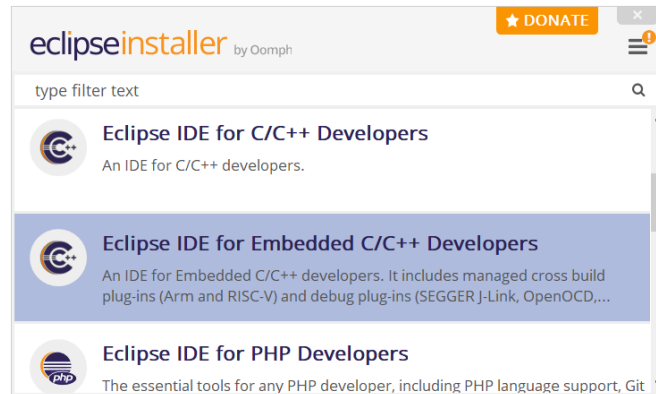 ★ DONATE
eclipseinstaller by Oomph
type filter text
C++
Eclipse IDE for C/C++ Developers
An IDE for C/C++ developers.
C++
Eclipse IDE for Embedded C/C++ Developers
An IDE for Embedded C/C++ developers. It includes managed cross build
plug-ins (Arm and RISC-V) and debug plug-ins (SEGGER J-Link, OpenOCD,...
php
Eclipse IDE for PHP Developers
The essential tools for any PHP developer, including PHP language support, Git